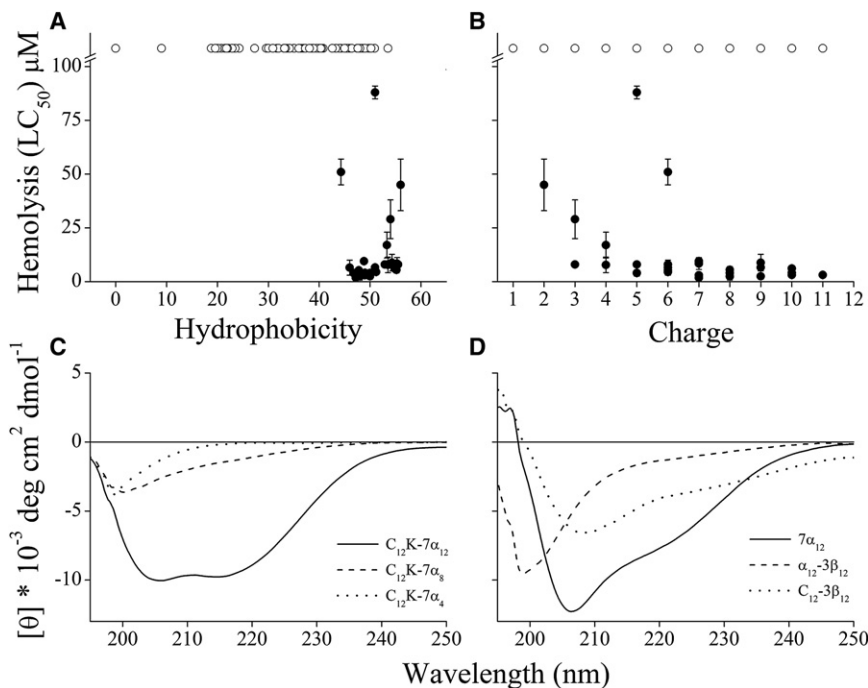 A
B
Hemolysis (LC₅₀) μM
100
75
50
25
0
0 10 20 30 40 50 60
1 2 3 4 5 6 7 8 9 10 11 12
Hydrophobicity
Charge
C
D
[θ] * 10⁻³ deg cm² dmol⁻¹
5
0
-5
-10
C₁₂K-7α₁₂
C₁₂K-7α₈
C₁₂K-7α₄
7α₁₂
α₁₂-3β₁₂
C₁₂-3β₁₂
200 210 220 230 240 250
200 210 220 230 240 250
Wavelength (nm)